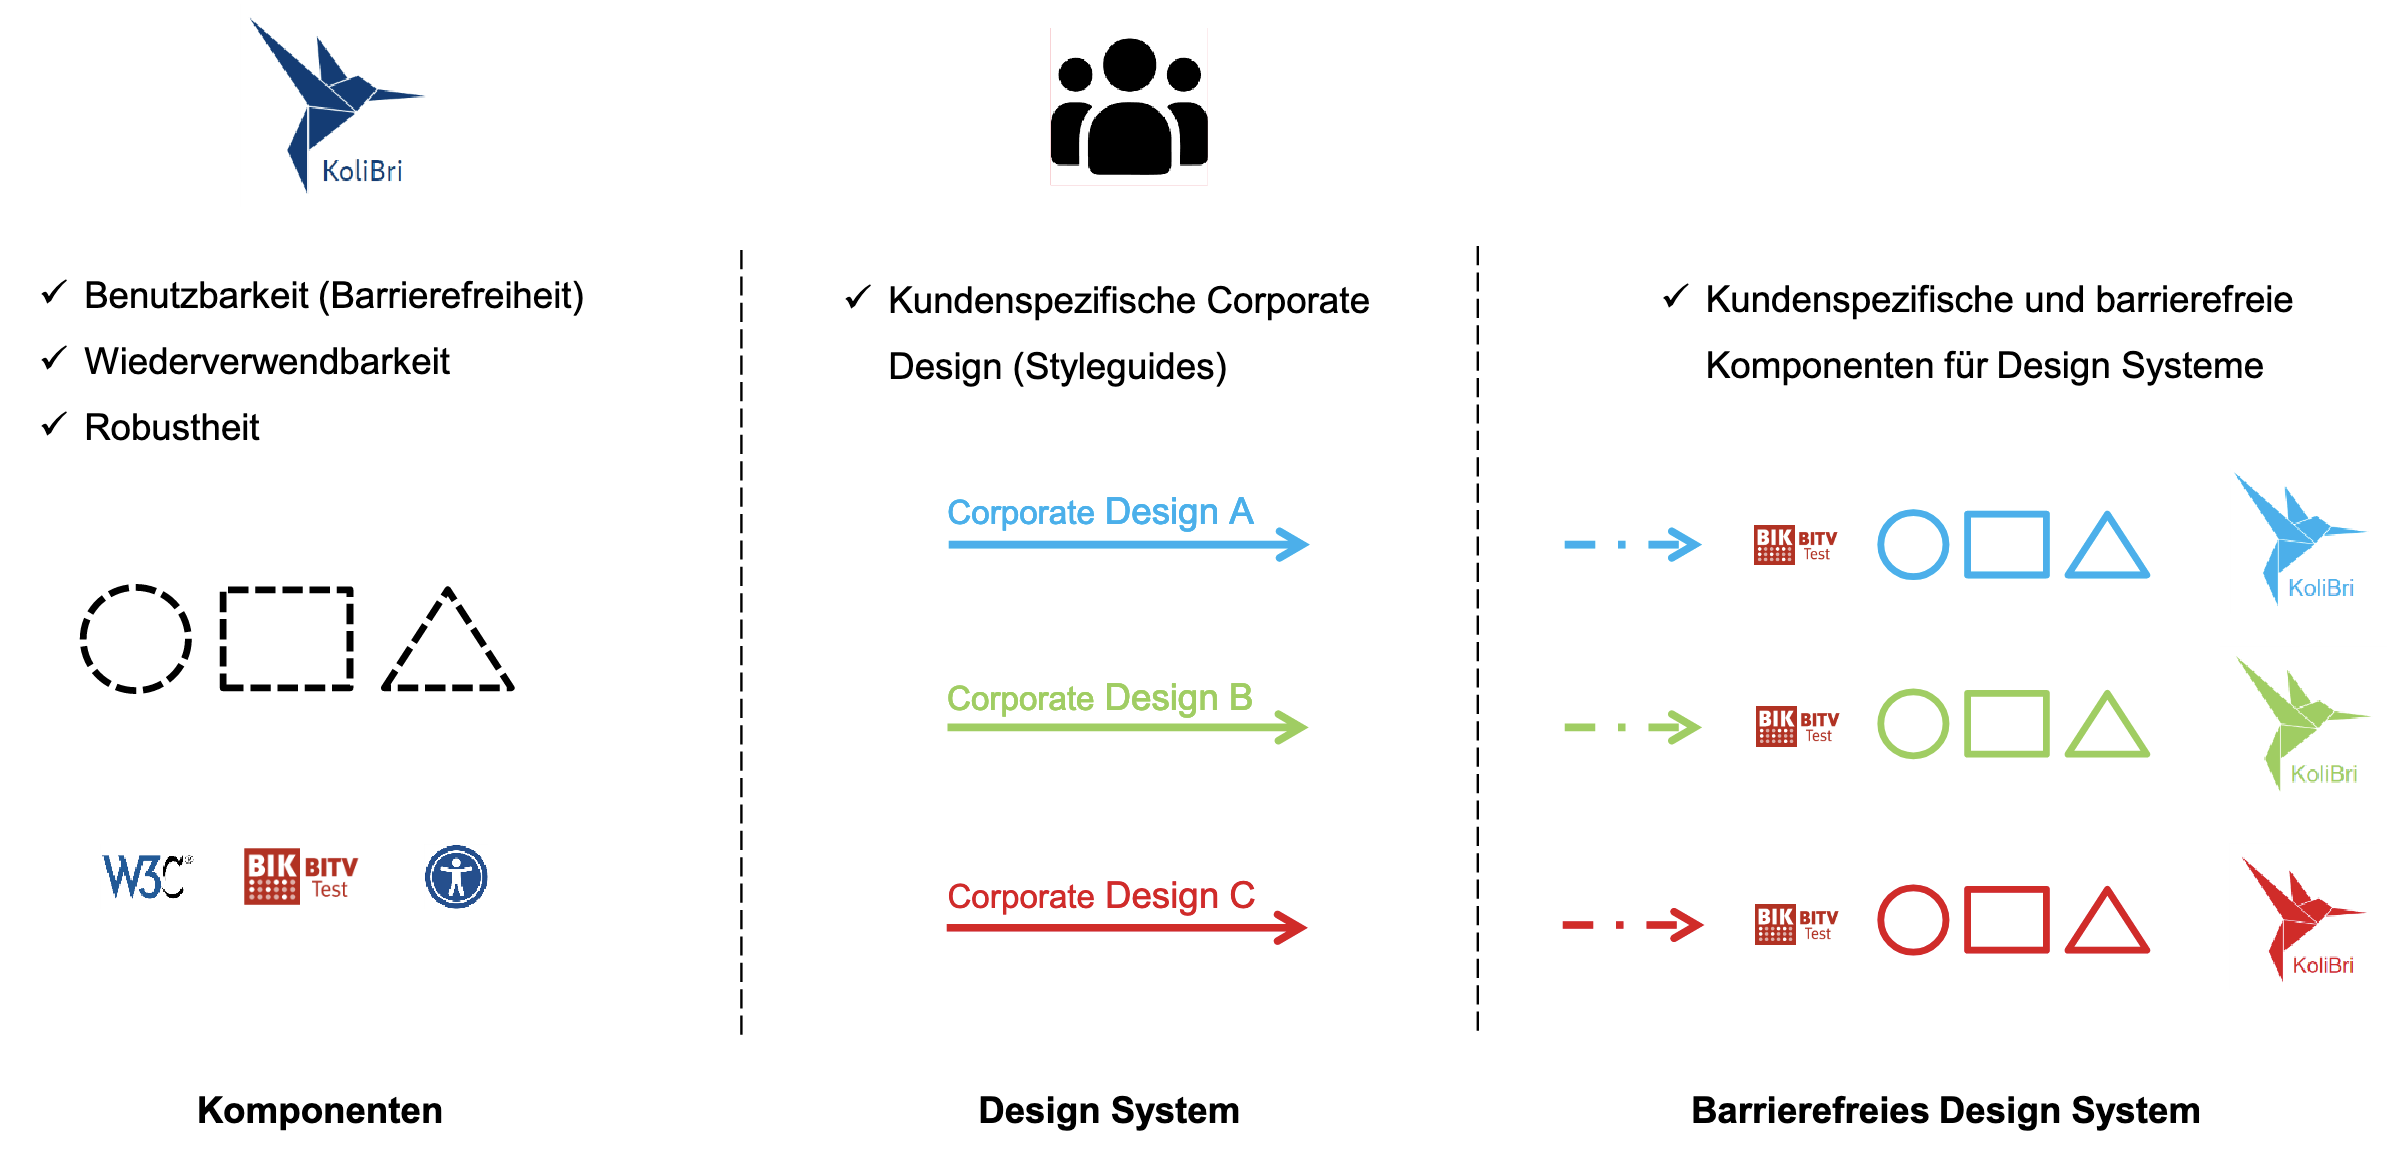 KoliBri
✓ Benutzbarkeit (Barrierefreiheit)
✓ Wiederverwendbarkeit
✓ Robustheit
W3C®
BIK BITV
Test
Komponenten
✓ Kundenspezifische Corporate
Design (Styleguides)
Corporate Design A
Corporate Design B
Corporate Design C
Design System
✓ Kundenspezifische und barrierefreie
Komponenten für Design Systeme
BIK BITV
Test
KoliBri
BIK BITV
Test
KoliBri
BIK BITV
Test
KoliBri
Barrierefreies Design System